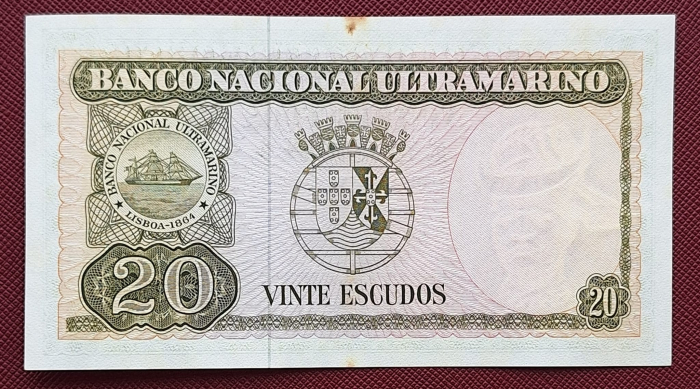 BANCO NACIONAL ULTRAMARINO
BANCO NACIONAL ULTRAMARINO
★ LISBOA-1864 ★
20
VINTE ESCUDOS
20